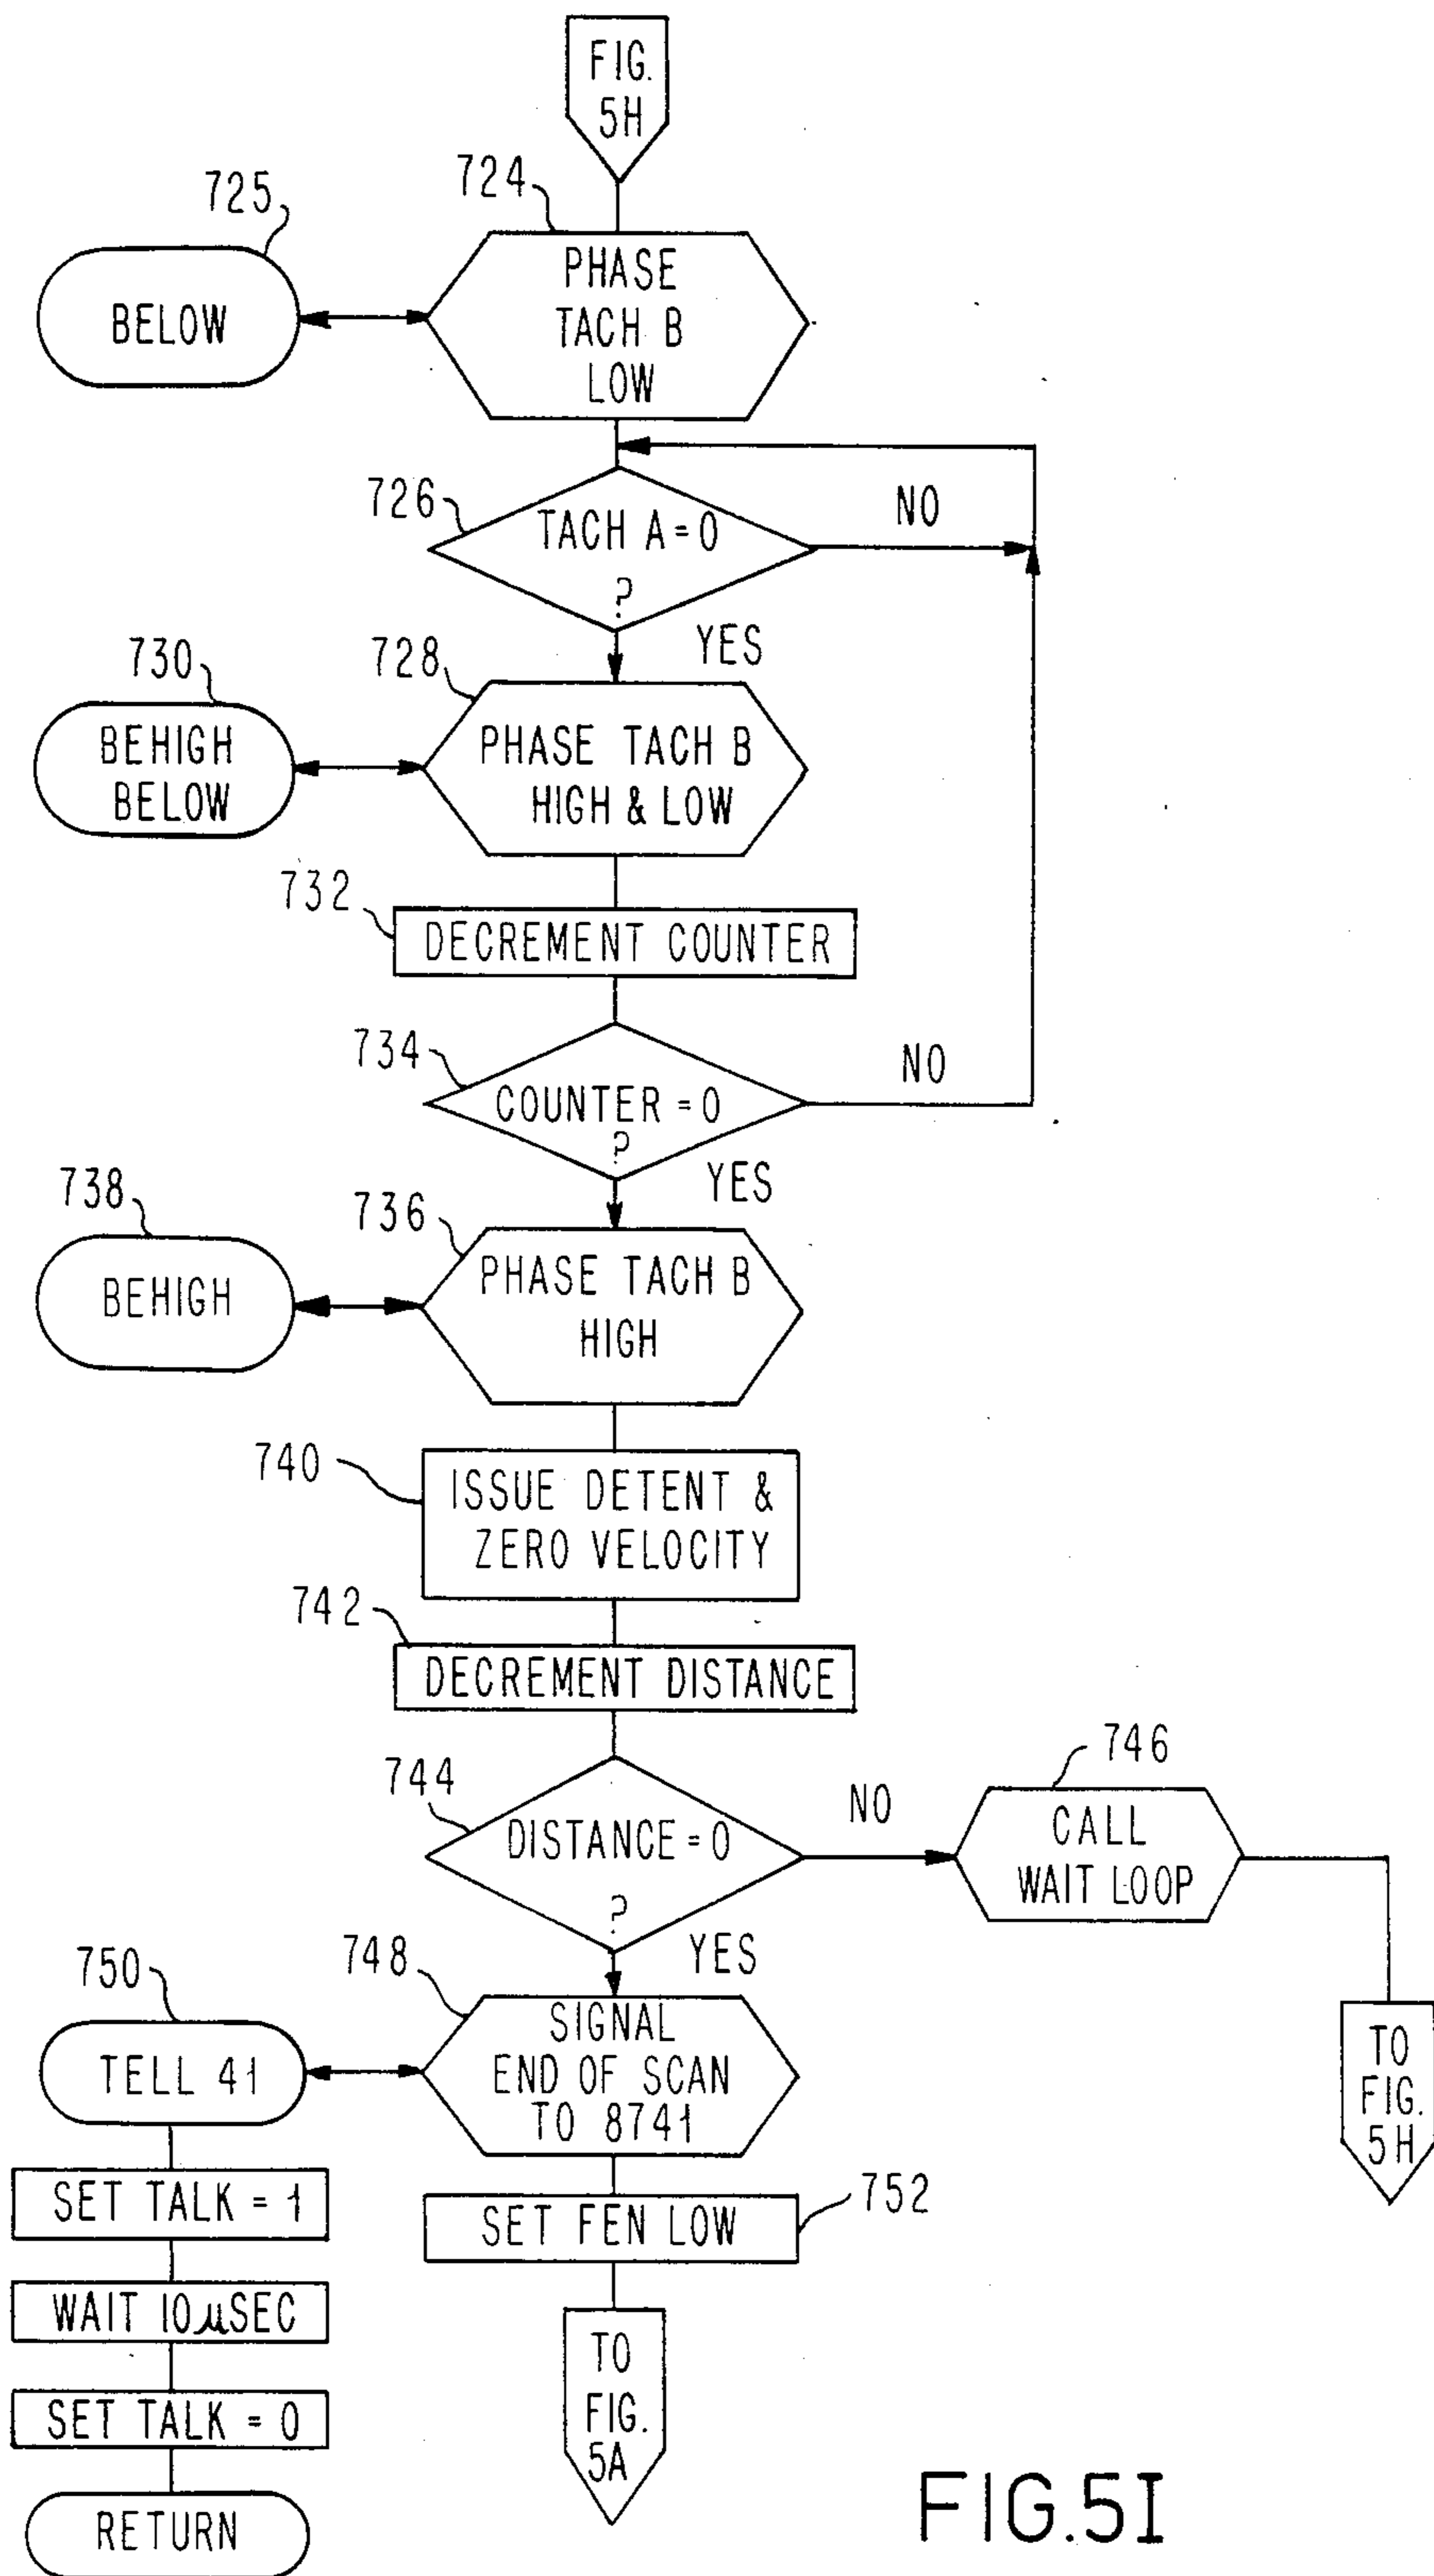 FIG.
5H
724
725
PHASE
TACH B
LOW
BELOW
726
TACH A = 0
?
NO
YES
730
728
BEHIGH
BELOW
PHASE TACH B
HIGH & LOW
732
DECREMENT COUNTER
734
COUNTER = 0
?
NO
YES
738
736
BEHIGH
PHASE TACH B
HIGH
740
ISSUE DETENT &
ZERO VELOCITY
742
DECREMENT DISTANCE
744
DISTANCE = 0
?
NO
746
CALL
WAIT LOOP
YES
TO
FIG.
5H
750
748
TELL 41
SIGNAL
END OF SCAN
TO 8741
SET TALK = 1
752
SET FEN LOW
WAIT 10 μSEC
SET TALK = 0
RETURN
TO
FIG.
5A
FIG.5I